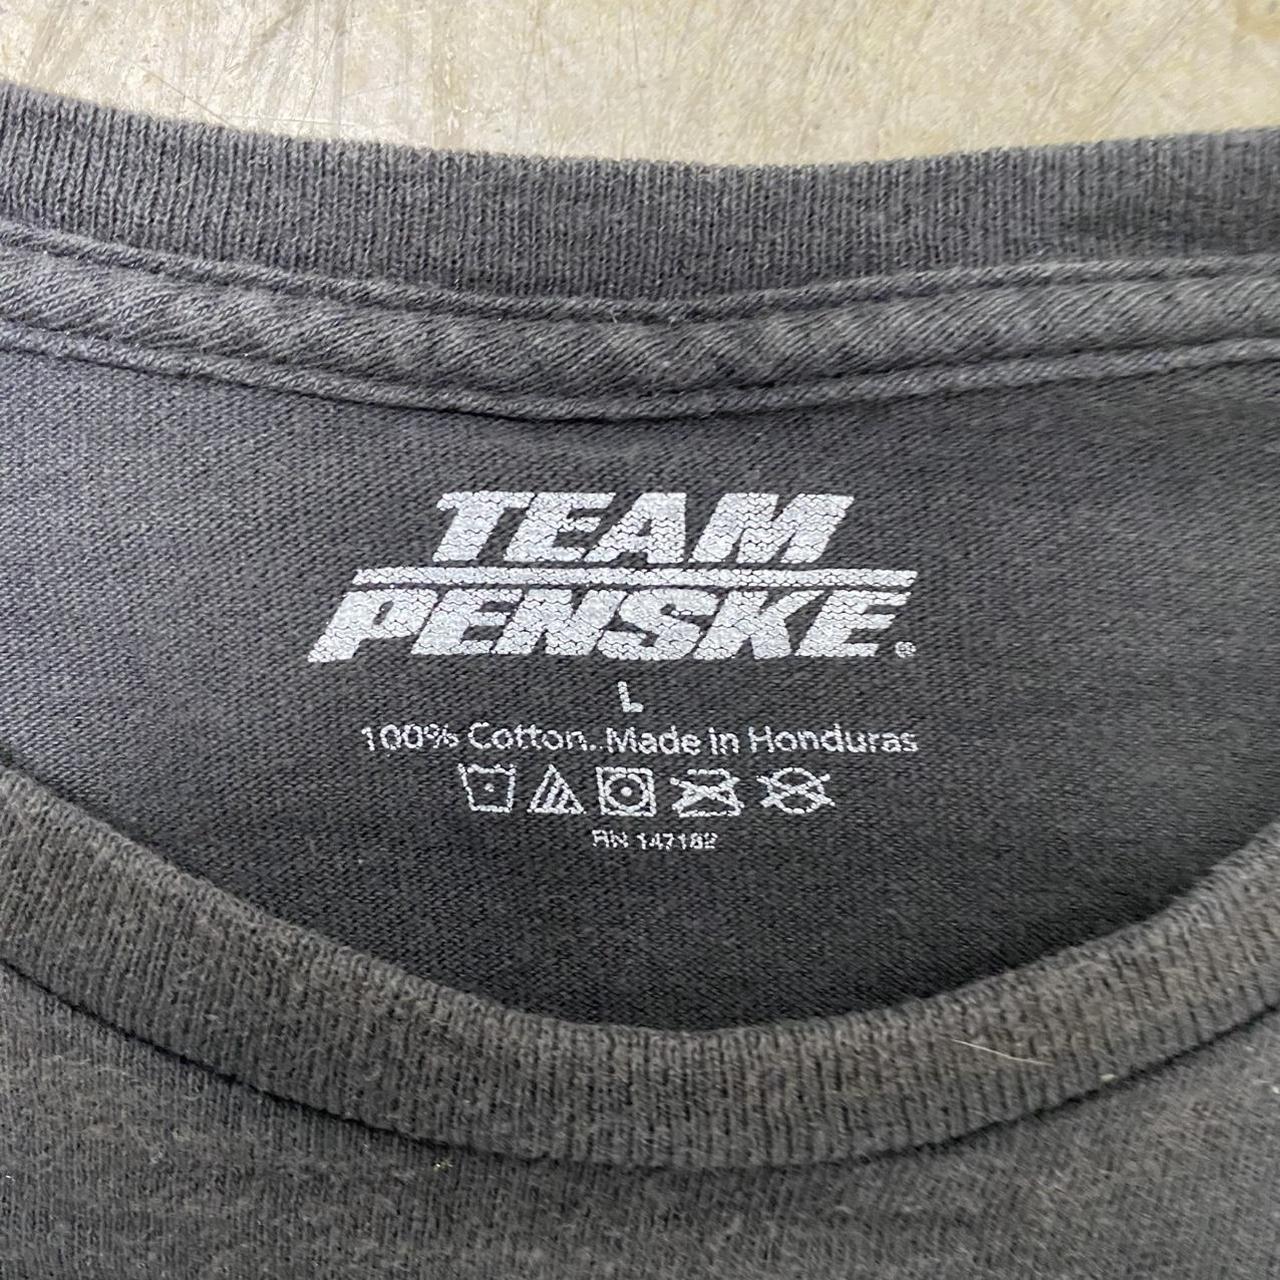 TEAM
PENSKE®
L
100% Cotton. Made in Honduras
RN 147182